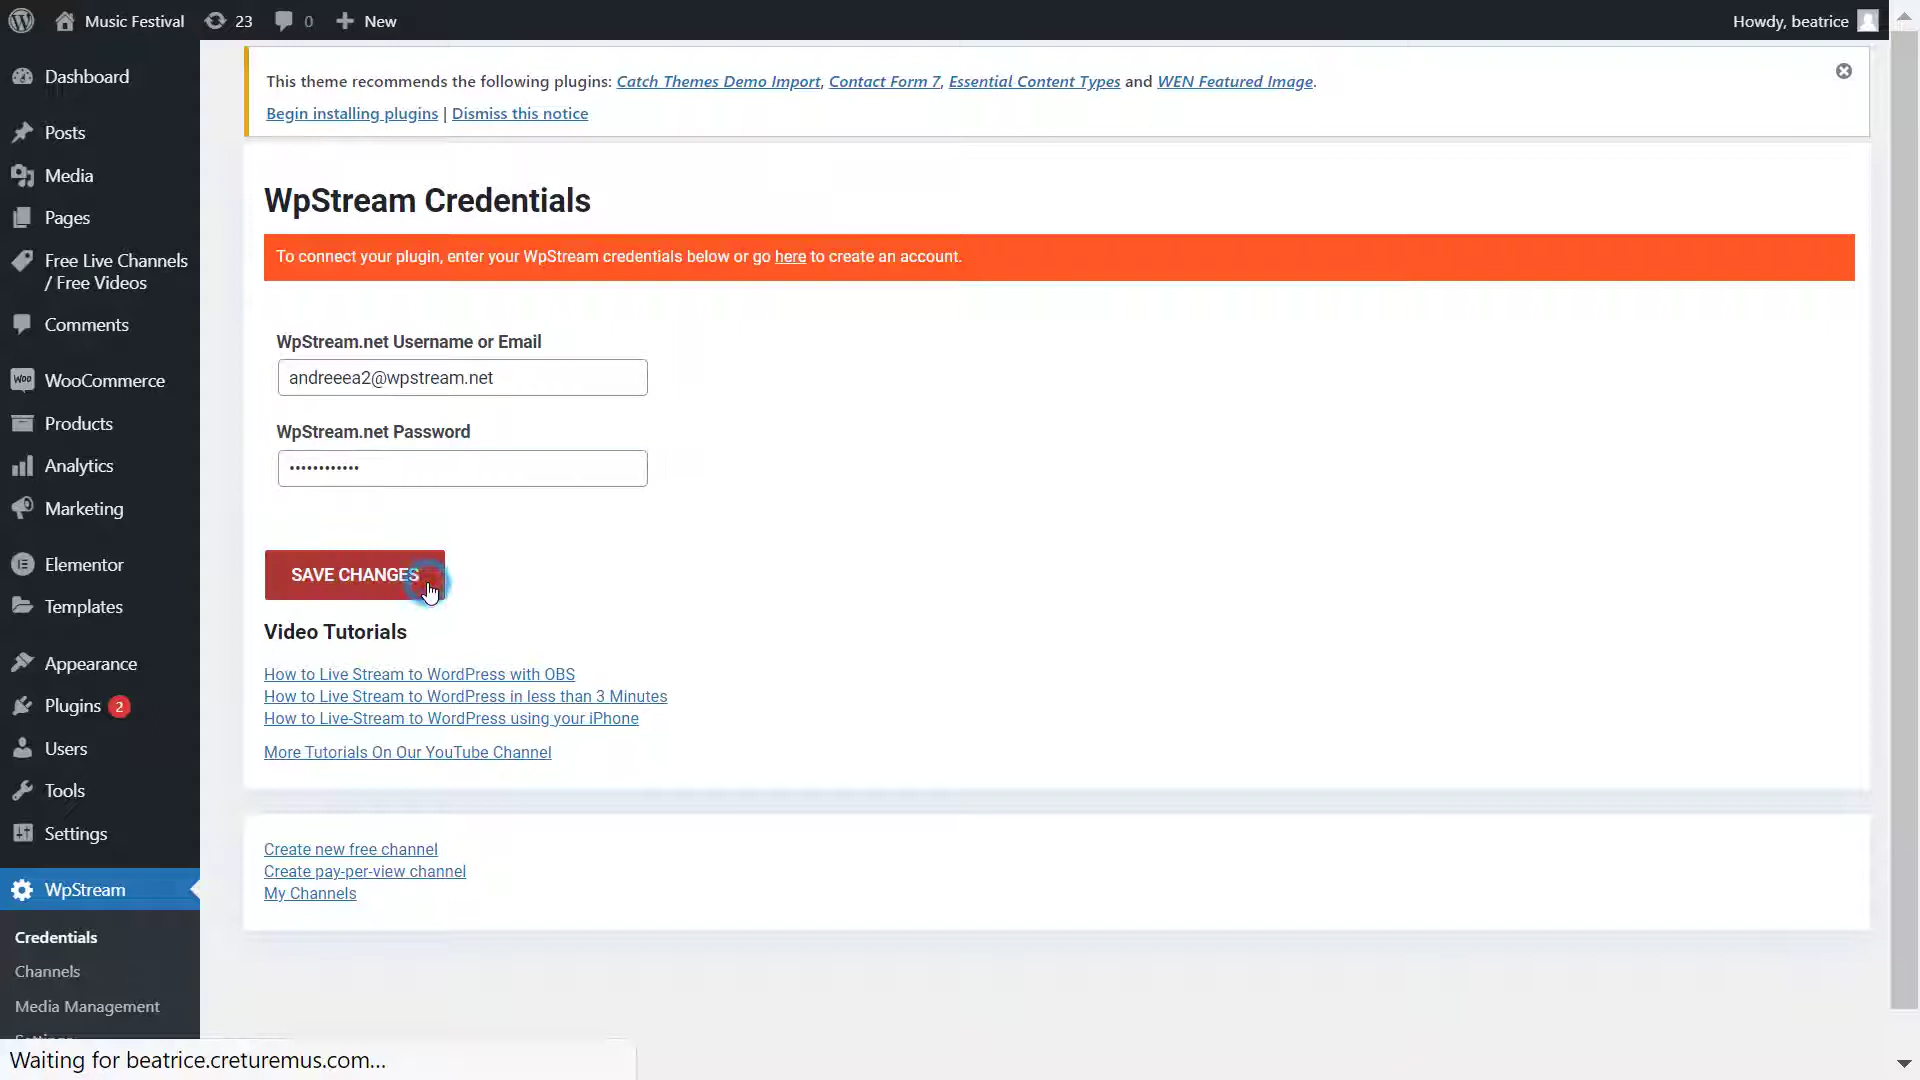 Music Festival 23 0 New Howdy, beatrice
Dashboard
Posts
Media
Pages
Free Live Channels
/ Free Videos
Comments
WooCommerce
Products
Analytics
Marketing
Elementor
Templates
Appearance
Plugins 2
Users
Tools
Settings
WpStream
Credentials
Channels
Media Management
This theme recommends the following plugins: Catch Themes Demo Import, Contact Form 7, Essential Content Types and WEN Featured Image.
Begin installing plugins | Dismiss this notice
WpStream Credentials
To connect your plugin, enter your WpStream credentials below or go here to create an account.
WpStream.net Username or Email
andreeea2@wpstream.net
WpStream.net Password
••••••••••••
SAVE CHANGES
Video Tutorials
How to Live Stream to WordPress with OBS
How to Live Stream to WordPress in less than 3 Minutes
How to Live-Stream to WordPress using your iPhone
More Tutorials On Our YouTube Channel
Create new free channel
Create pay-per-view channel
My Channels
Waiting for beatrice.creturemus.com...